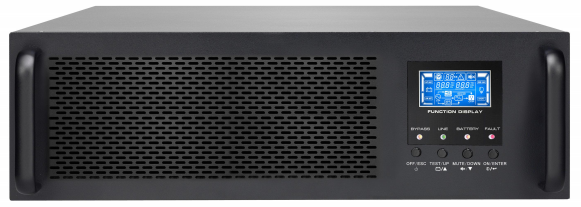 FUNCTION DISPLAY
BYPASS LINE BATTERY FAULT
OFF/ESC TEST/UP MUTE/DOWN ON/ENTER